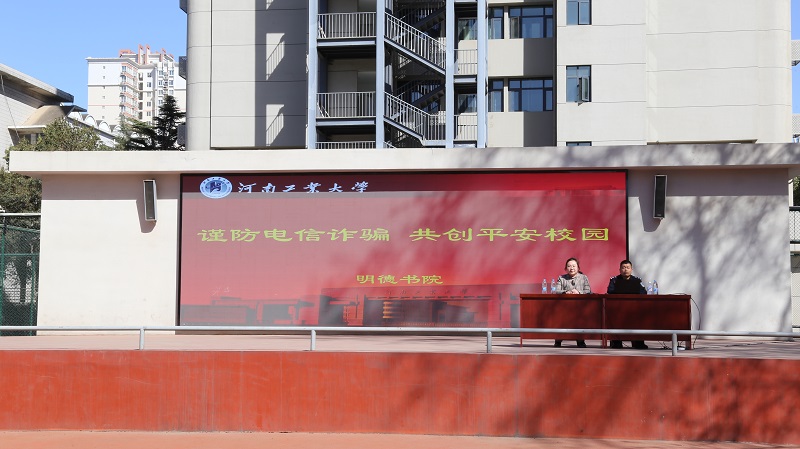 河南工业大学
谨防电信诈骗 共创平安校园
明德书院